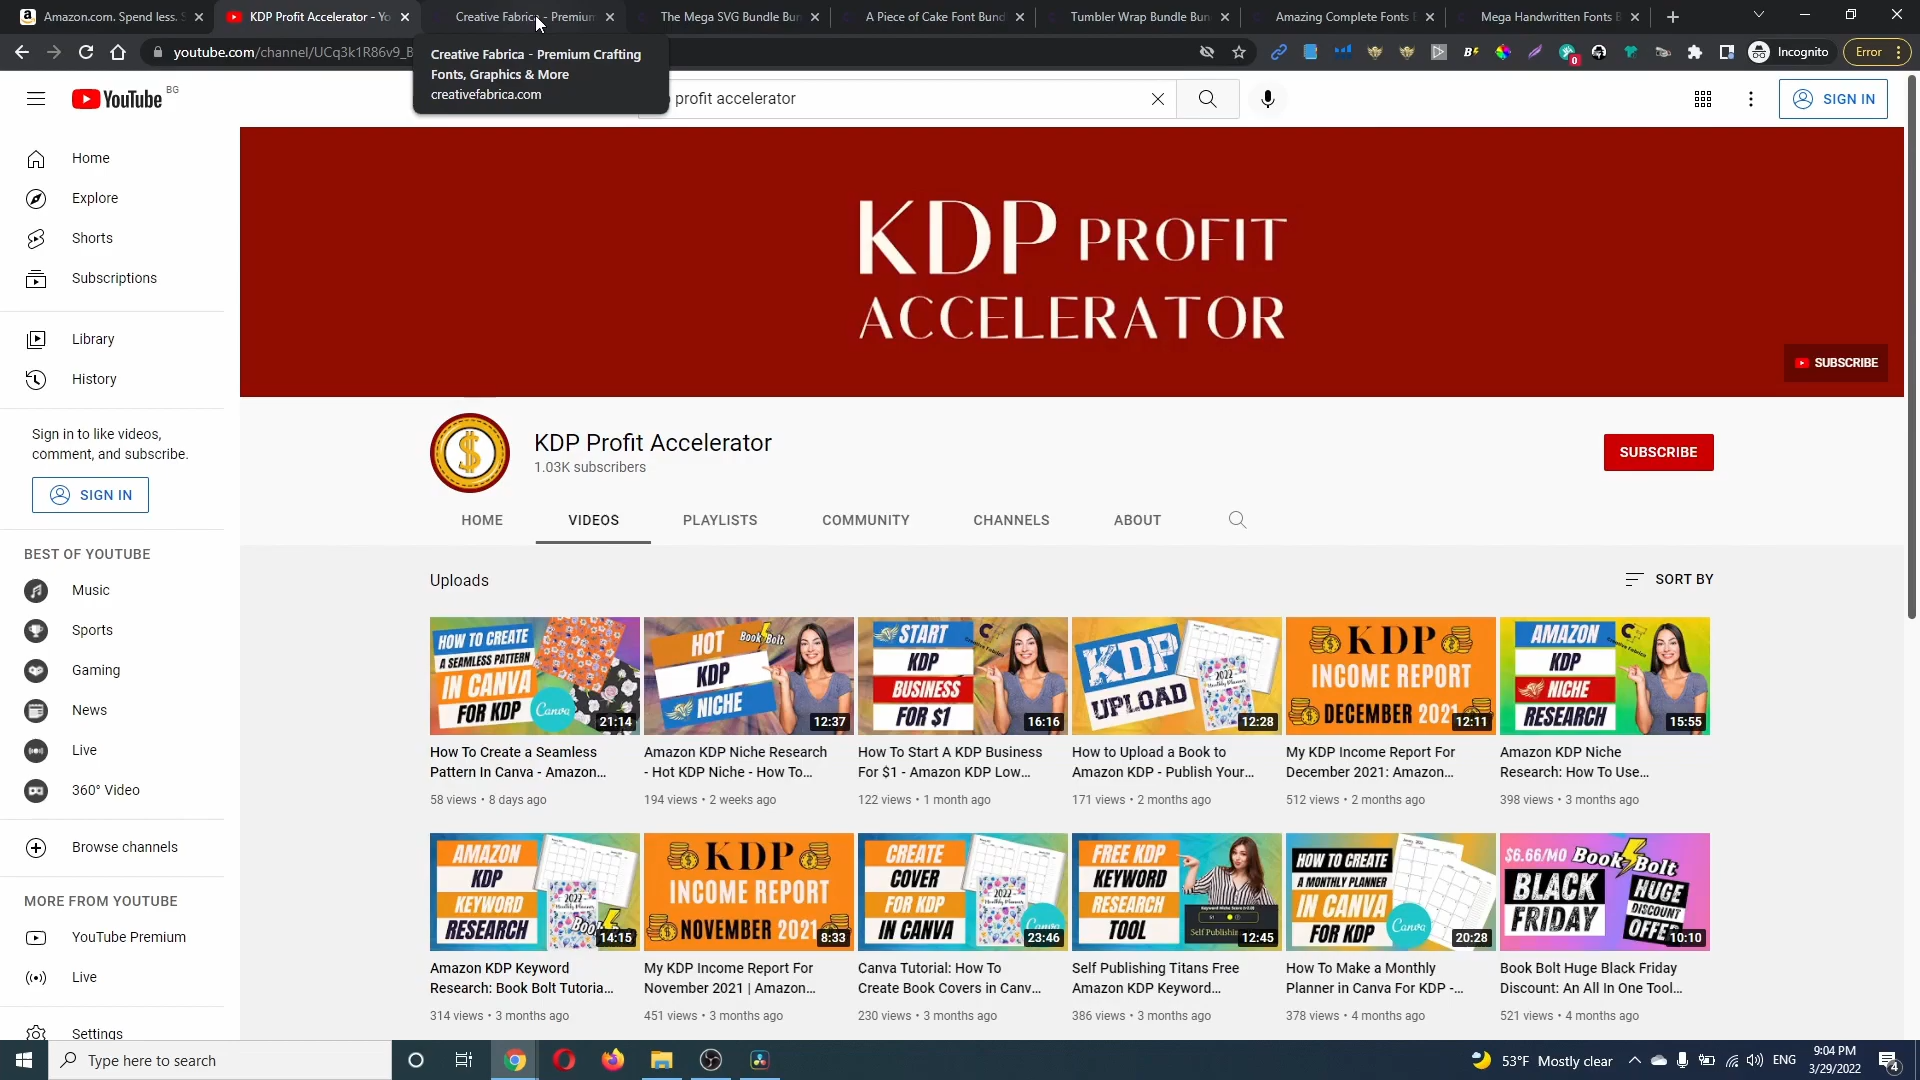 Amazon.com. Spend less. S
KDP Profit Accelerator - Yo
Creative Fabrica - Premium
The Mega SVG Bundle Bun
A Piece of Cake Font Bund
Tumbler Wrap Bundle Bun
Amazing Complete Fonts B
Mega Handwritten Fonts B
youtube.com/channel/UCq3k1R86v9_B
Incognito
Error
Creative Fabrica - Premium Crafting
Fonts, Graphics & More
creativefabrica.com
YouTube BG
profit accelerator
SIGN IN
Home
Explore
Shorts
Subscriptions
Library
History
Sign in to like videos,
comment, and subscribe.
SIGN IN
BEST OF YOUTUBE
Music
Sports
Gaming
News
Live
360° Video
Browse channels
MORE FROM YOUTUBE
YouTube Premium
Live
Settings
KDP PROFIT
ACCELERATOR
SUBSCRIBE
KDP Profit Accelerator
1.03K subscribers
SUBSCRIBE
HOME
VIDEOS
PLAYLISTS
COMMUNITY
CHANNELS
ABOUT
Uploads
SORT BY
HOW TO CREATE
A SEAMLESS PATTERN
IN CANVA
FOR KDP
Canva
21:14
How To Create a Seamless
Pattern In Canva - Amazon...
58 views • 8 days ago
HOT
Book Bolt
KDP
NICHE
12:37
Amazon KDP Niche Research
- Hot KDP Niche - How To...
194 views • 2 weeks ago
START
KDP
BUSINESS
FOR $1
Creative Fabrica
16:16
How To Start A KDP Business
For $1 - Amazon KDP Low...
122 views • 1 month ago
KDP
UPLOAD
2022
12:28
How to Upload a Book to
Amazon KDP - Publish Your...
171 views • 2 months ago
KDP
INCOME REPORT
DECEMBER 2021
12:11
My KDP Income Report For
December 2021: Amazon...
512 views • 2 months ago
AMAZON
KDP
NICHE
RESEARCH
Creative Fabrica
15:55
Amazon KDP Niche
Research: How To Use...
398 views • 3 months ago
AMAZON
KDP
KEYWORD
RESEARCH
2022
14:15
Amazon KDP Keyword
Research: Book Bolt Tutoria...
314 views • 3 months ago
KDP
INCOME REPORT
NOVEMBER 2021
8:33
My KDP Income Report For
November 2021 | Amazon...
451 views • 3 months ago
CREATE
COVER
FOR KDP
IN CANVA
2022
23:46
Canva Tutorial: How To
Create Book Covers in Canv...
230 views • 3 months ago
FREE KDP
KEYWORD
RESEARCH
TOOL
Self Publishing
12:45
Self Publishing Titans Free
Amazon KDP Keyword...
386 views • 3 months ago
HOW TO CREATE
A MONTHLY PLANNER
IN CANVA
FOR KDP
Canva
20:28
How To Make a Monthly
Planner in Canva For KDP -...
378 views • 4 months ago
$6.66/MO Book Bolt
BLACK
FRIDAY
HUGE
DISCOUNT
OFFER
10:10
Book Bolt Huge Black Friday
Discount: An All In One Tool...
521 views • 4 months ago
Type here to search
53°F Mostly clear
ENG
9:04 PM
3/29/2022
4